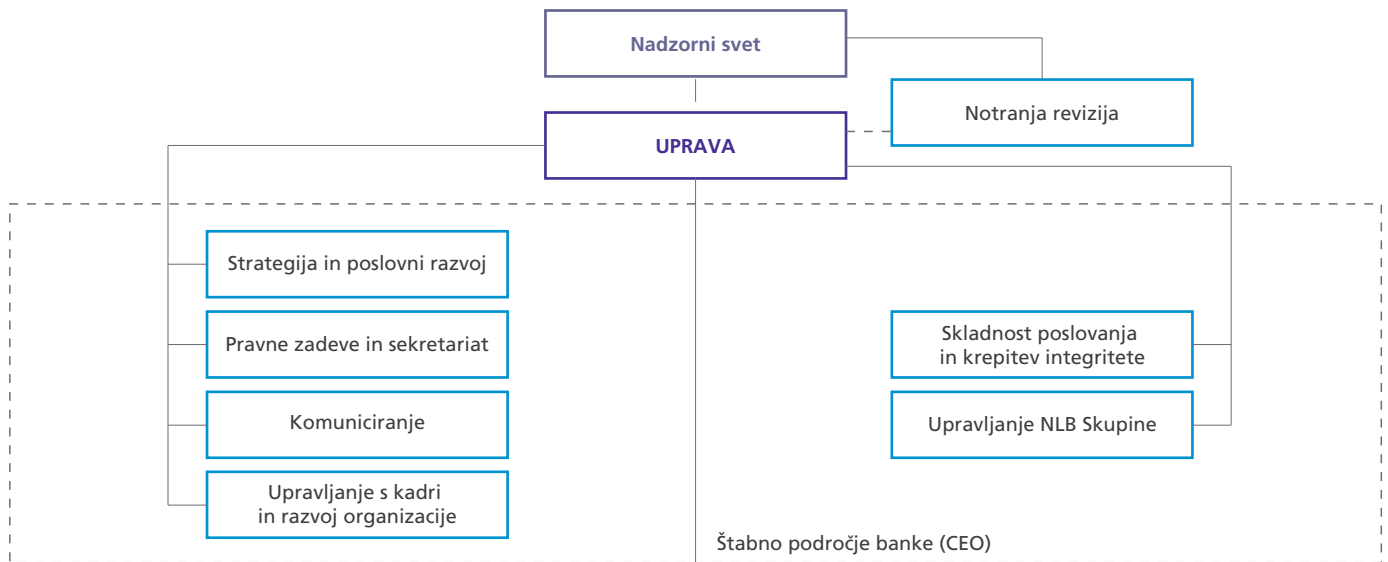 Nadzorni svet
Notranja revizija
UPRAVA
Strategija in poslovni razvoj
Pravne zadeve in sekretariat
Komuniciranje
Upravljanje s kadri
in razvoj organizacije
Skladnost poslovanja
in krepitev integritete
Upravljanje NLB Skupine
Štabno področje banke (CEO)